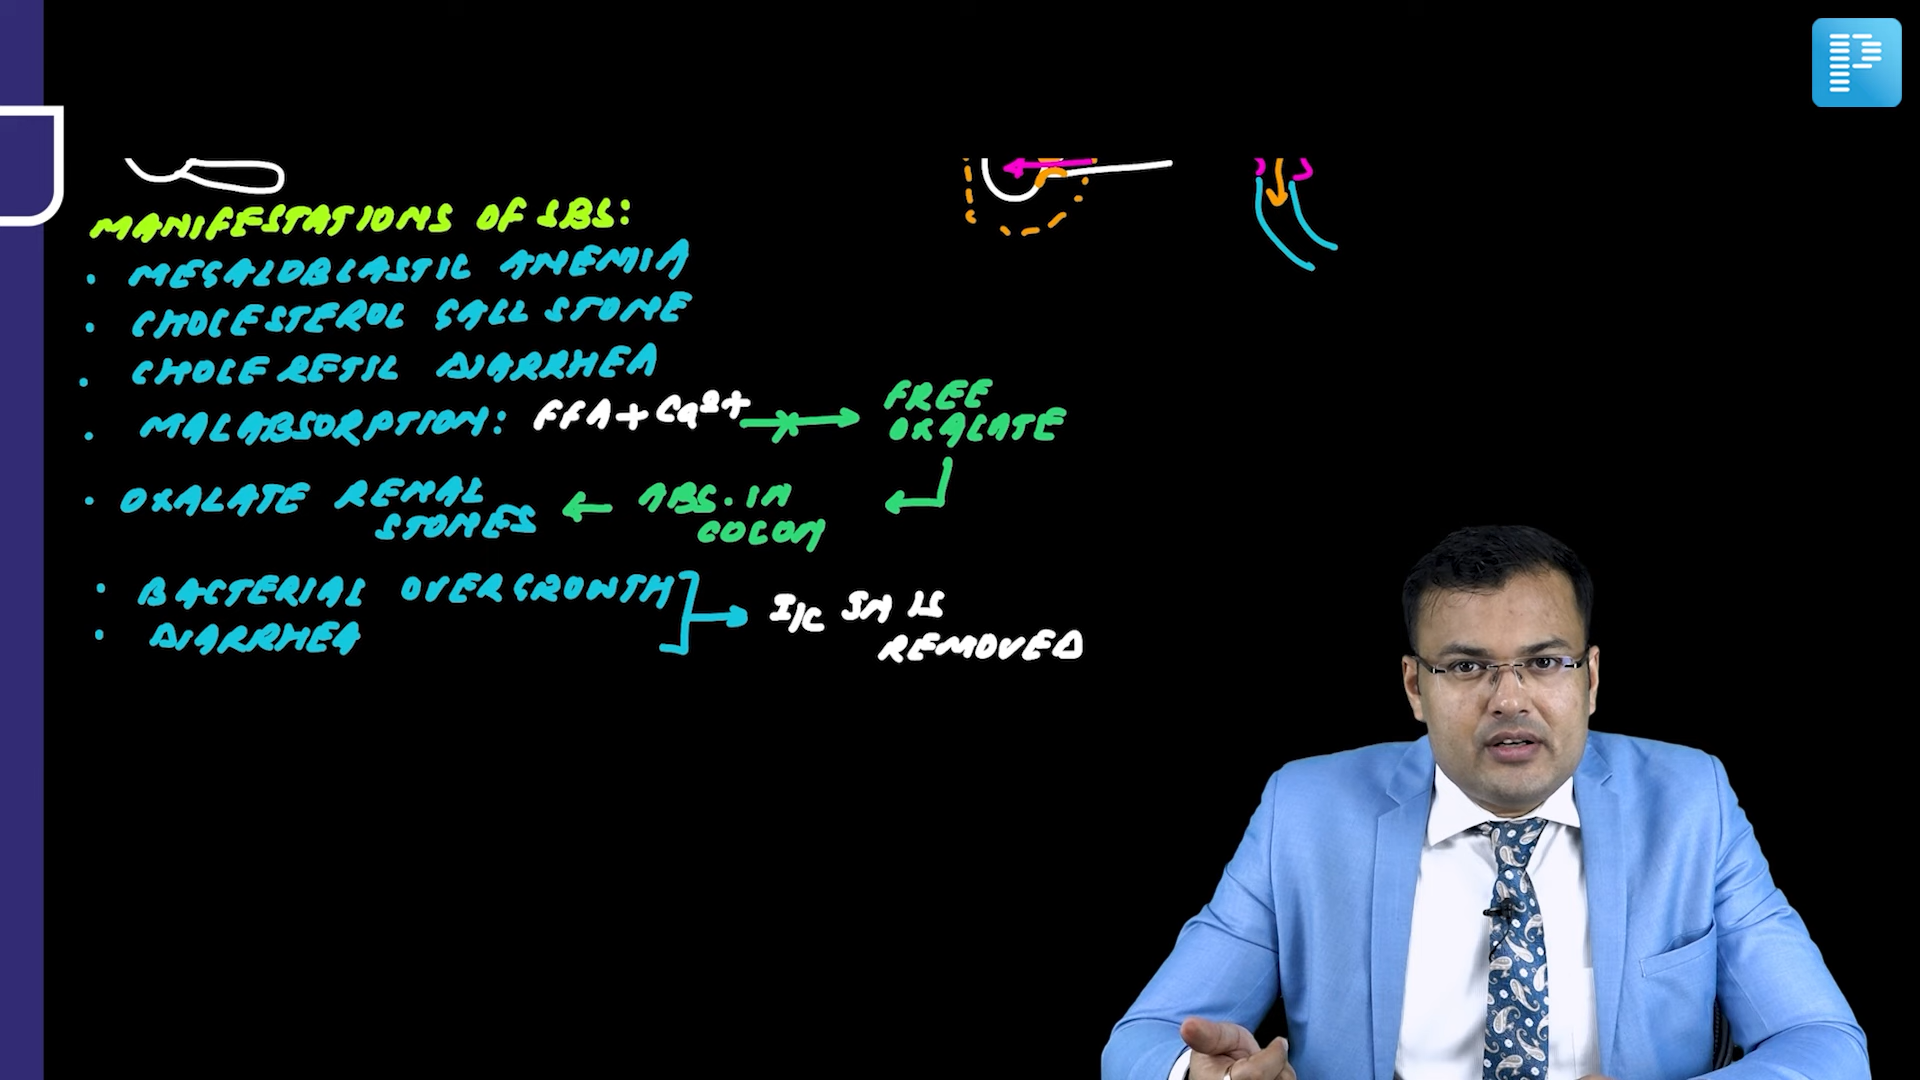 MANIFESTATIONS OF SBS:
• MEGALOBLASTIC ANEMIA
• CHOLESTEROL GALL STONE
• CHOLERETIC DIARRHEA
• MALABSORPTION: FFA + Ca2+ → FREE OXALATE
• OXALATE RENAL STONES ← ABS. IN COLON ←
• BACTERIAL OVERGROWTH
• DIARRHEA
→ I/C JN IS REMOVED
P